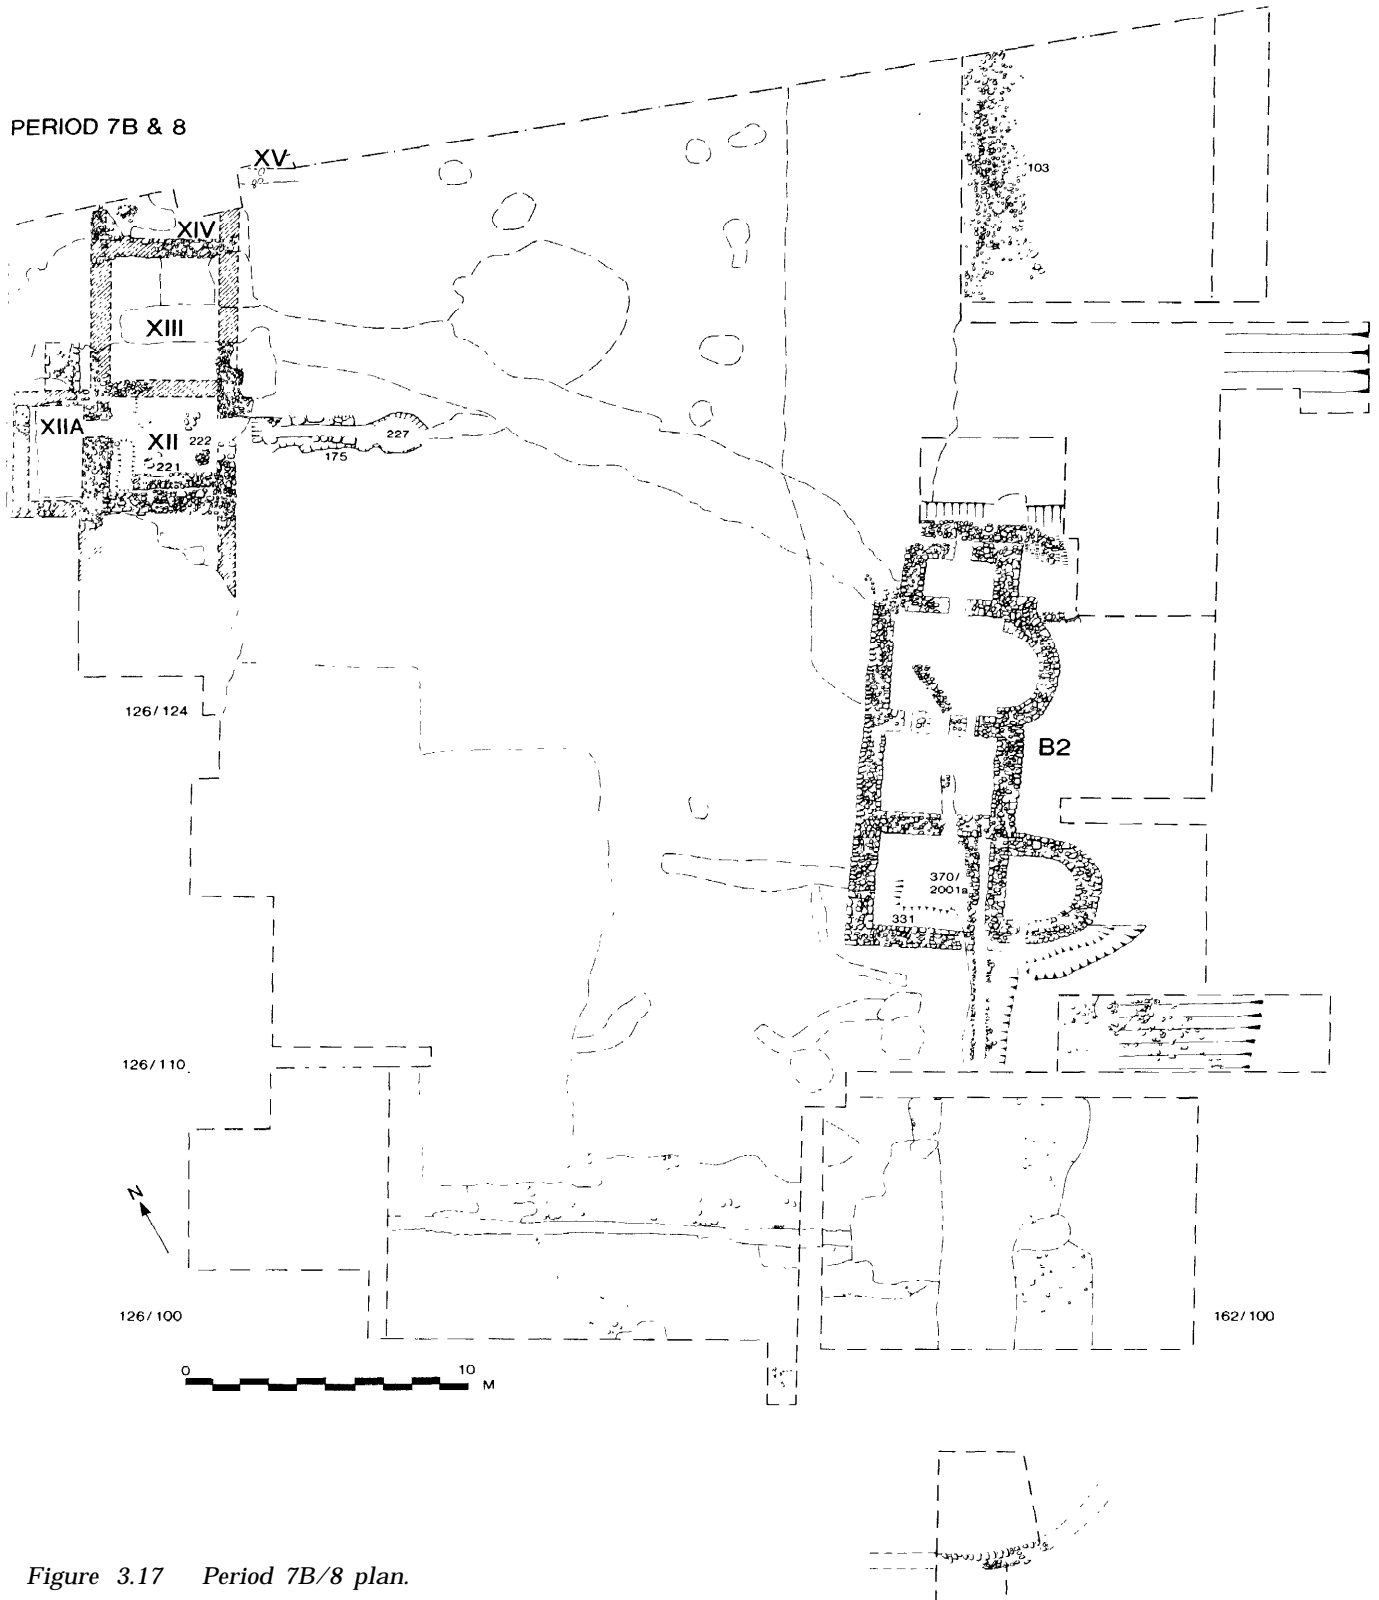 PERIOD 7B & 8
XV
103
XIV
XIII
XIIA
XII
222
221
227
175
126/124
B2
370/
2001a
331
126/110
N
126/100
162/100
0 10
M
Figure 3.17 Period 7B/8 plan.